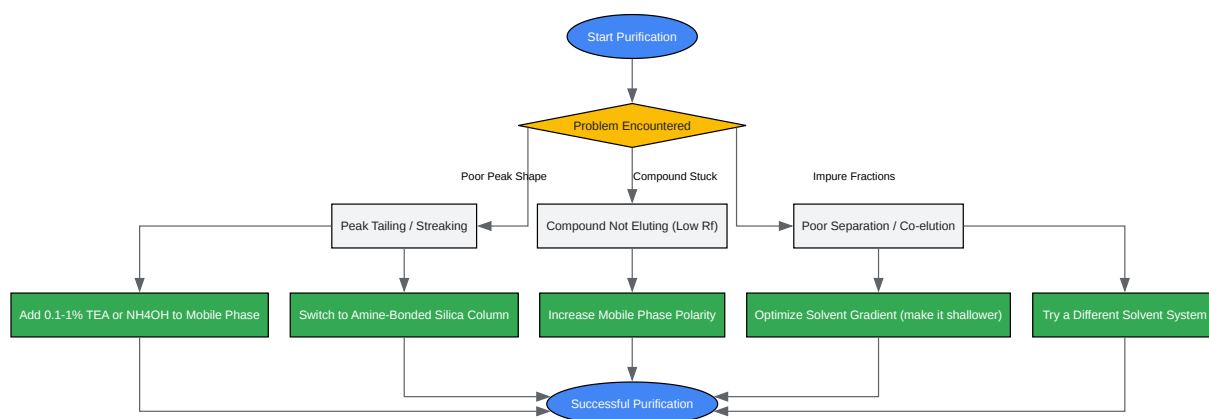 Start Purification
Problem Encountered
Poor Peak Shape
Compound Stuck
Impure Fractions
Peak Tailing / Streaking
Compound Not Eluting (Low Rf)
Poor Separation / Co-elution
Add 0.1-1% TEA or NH4OH to Mobile Phase
Switch to Amine-Bonded Silica Column
Increase Mobile Phase Polarity
Optimize Solvent Gradient (make it shallower)
Try a Different Solvent System
Successful Purification